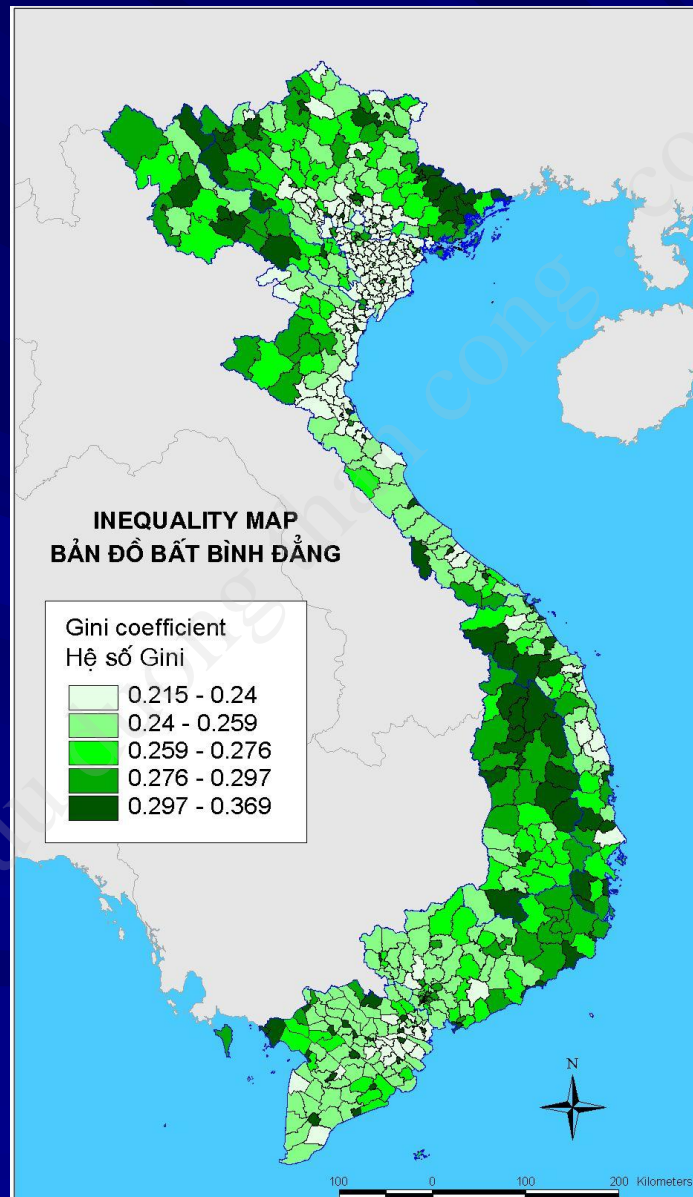 INEQUALITY MAP
BẢN ĐỒ BẤT BÌNH ĐẲNG
Gini coefficient
Hệ số Gini
0.215 - 0.24
0.24 - 0.259
0.259 - 0.276
0.276 - 0.297
0.297 - 0.369
N
100 0 100 200 Kilometers